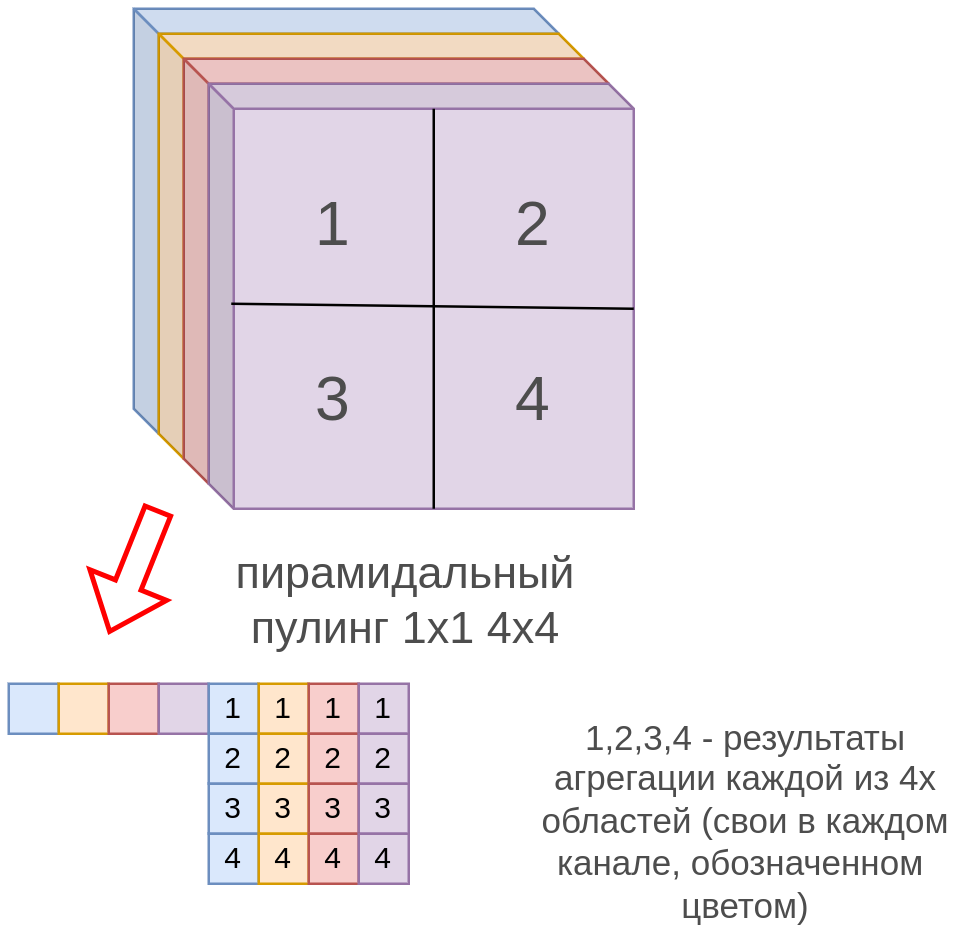 1 2
3 4
пирамидальный
пулинг 1x1 4x4
1 1 1 1
2 2 2 2
3 3 3 3
4 4 4 4
1,2,3,4 - результаты
агрегации каждой из 4х
областей (свои в каждом
канале, обозначенном
цветом)